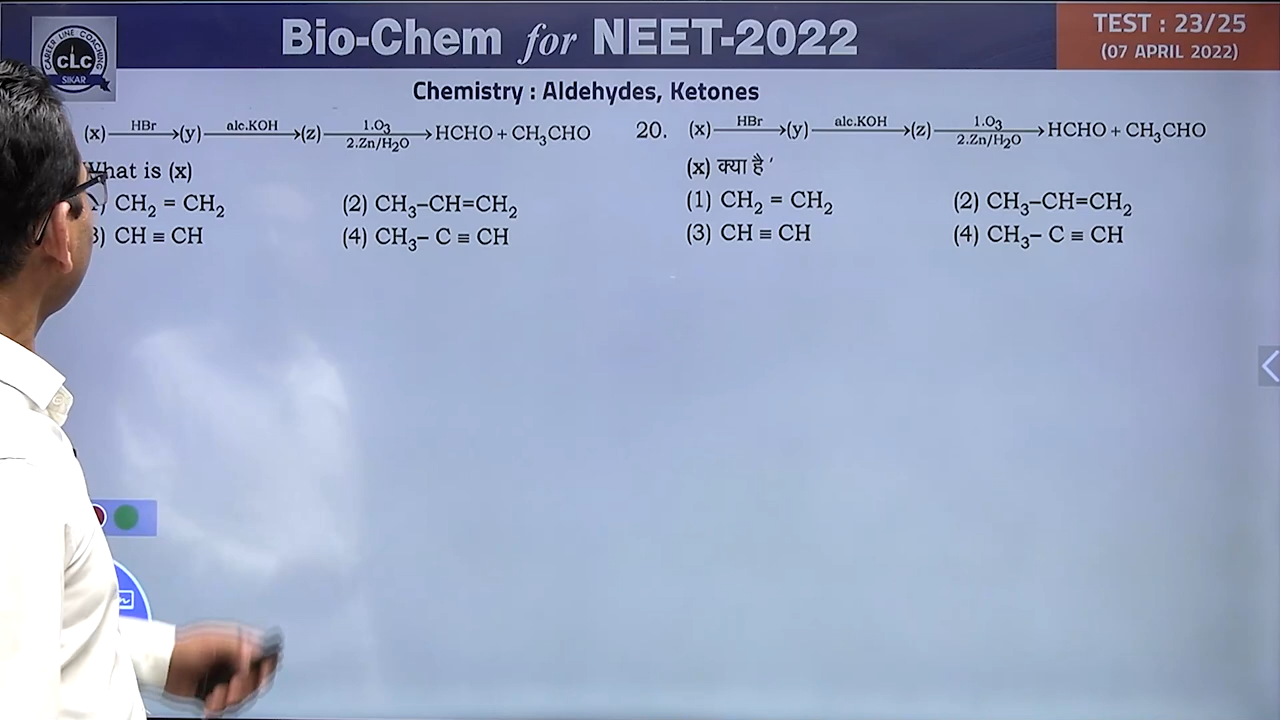 CAREER LINE COACHING
CLC
SIKAR
Bio-Chem for NEET-2022
TEST : 23/25
(07 APRIL 2022)
Chemistry : Aldehydes, Ketones
(x) —HBr→ (y) —alc.KOH→ (z) —1.O₃ 2.Zn/H₂O→ HCHO + CH₃CHO
What is (x)
CH₂ = CH₂ (2) CH₃–CH=CH₂
3) CH ≡ CH (4) CH₃– C ≡ CH
20. (x) —HBr→ (y) —alc.KOH→ (z) —1.O₃ 2.Zn/H₂O→ HCHO + CH₃CHO
(x) क्या है '
(1) CH₂ = CH₂ (2) CH₃–CH=CH₂
(3) CH ≡ CH (4) CH₃– C ≡ CH